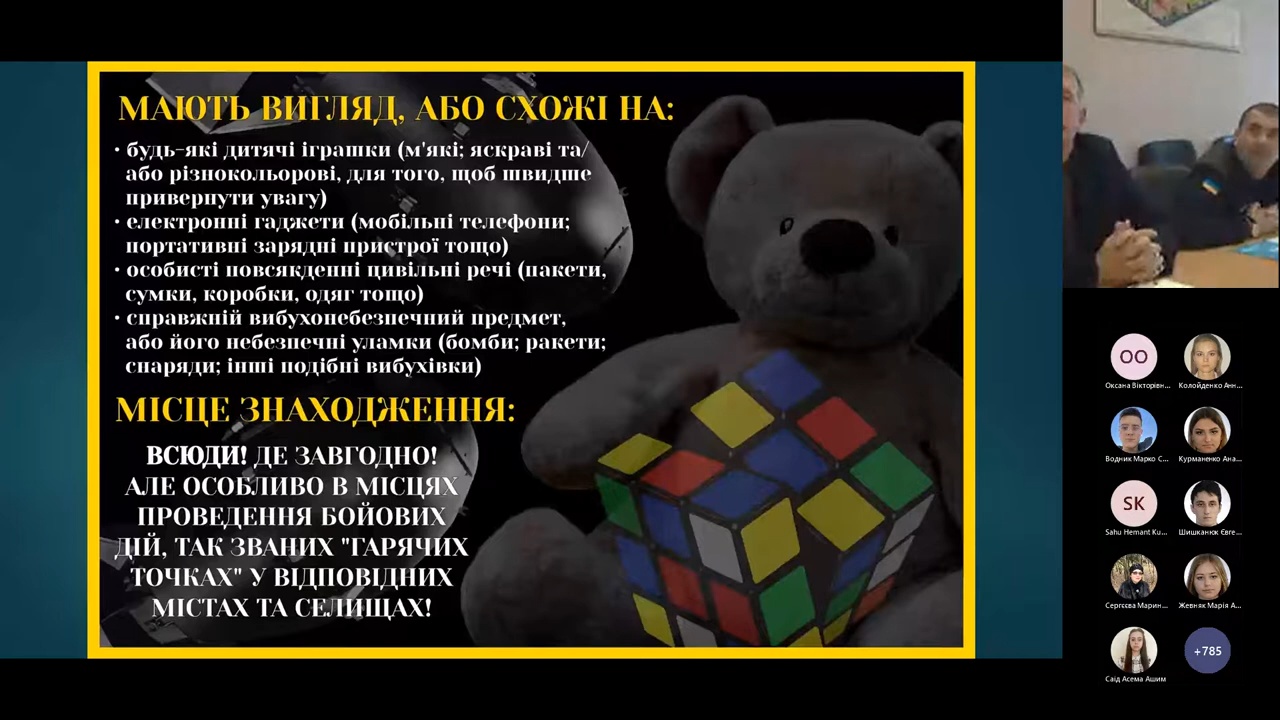 МАЮТЬ ВИГЛЯД, АБО СХОЖІ НА:
• будь-які дитячі іграшки (м'які; яскраві та/
або різнокольорові, для того, щоб швидше
привернути увагу)
• електронні гаджети (мобільні телефони;
портативні зарядні пристрої тощо)
• особисті повсякденні цивільні речі (пакети,
сумки, коробки, одяг тощо)
• справжній вибухонебезпечний предмет,
або його небезпечні уламки (бомби; ракети;
снаряди; інші подібні вибухівки)
МІСЦЕ ЗНАХОДЖЕННЯ:
ВСЮДИ! ДЕ ЗАВГОДНО!
АЛЕ ОСОБЛИВО В МІСЦЯХ
ПРОВЕДЕННЯ БОЙОВИХ
ДІЙ, ТАК ЗВАНИХ "ГАРЯЧИХ
ТОЧКАХ" У ВІДПОВІДНИХ
МІСТАХ ТА СЕЛИЩАХ!
OO
Оксана Вікторівн...
Колойденко Анн...
Водник Марко С...
Курманенко Ана...
SK
Sahu Hemant Ku...
Шишканюк Євге...
Сергєєва Марин...
Жевняк Марія А...
Саід Асема Ашим
+785